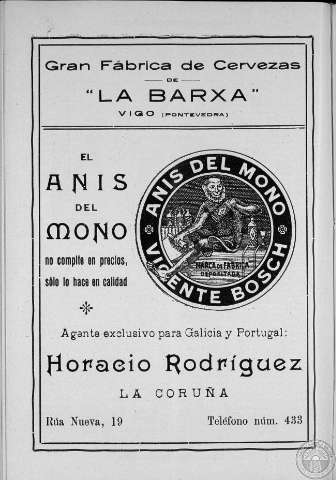 Gran Fábrica de Cervezas
DE
"LA BARXA"
VIGO (PONTEVEDRA)
EL
ANIS
DEL
MONO
no compite en precios,
sólo lo hace en calidad
ANIS DEL MONO
MARCA DE FÁBRICA
DEPOSITADA
VICENTE BOSCH
Agente exclusivo para Galicia y Portugal:
Horacio Rodríguez
LA CORUÑA
Rúa Nueva, 19 Teléfono núm. 433